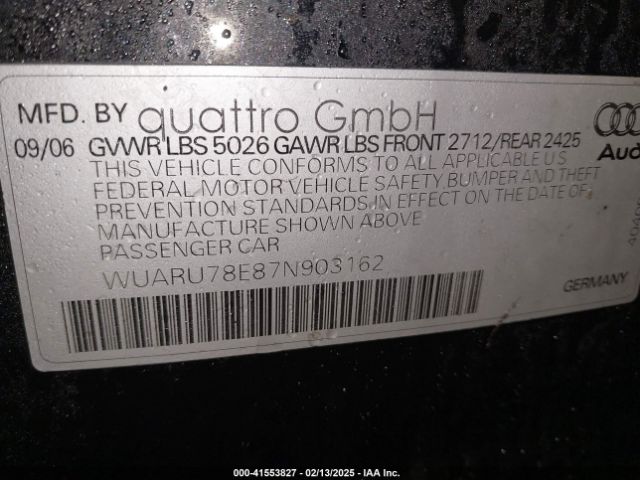 MFD. BY quattro GmbH
09/06 GVWR LBS 5026 GAWR LBS FRONT 2712/REAR 2425
THIS VEHICLE CONFORMS TO ALL APPLICABLE U S
FEDERAL MOTOR VEHICLE SAFETY, BUMPER AND THEFT
PREVENTION STANDARDS IN EFFECT ON THE DATE OF
MANUFACTURE SHOWN ABOVE
PASSENGER CAR
WUARU78E87N903162
Aud
GERMANY
000-41553827 - 02/13/2025 - IAA Inc.